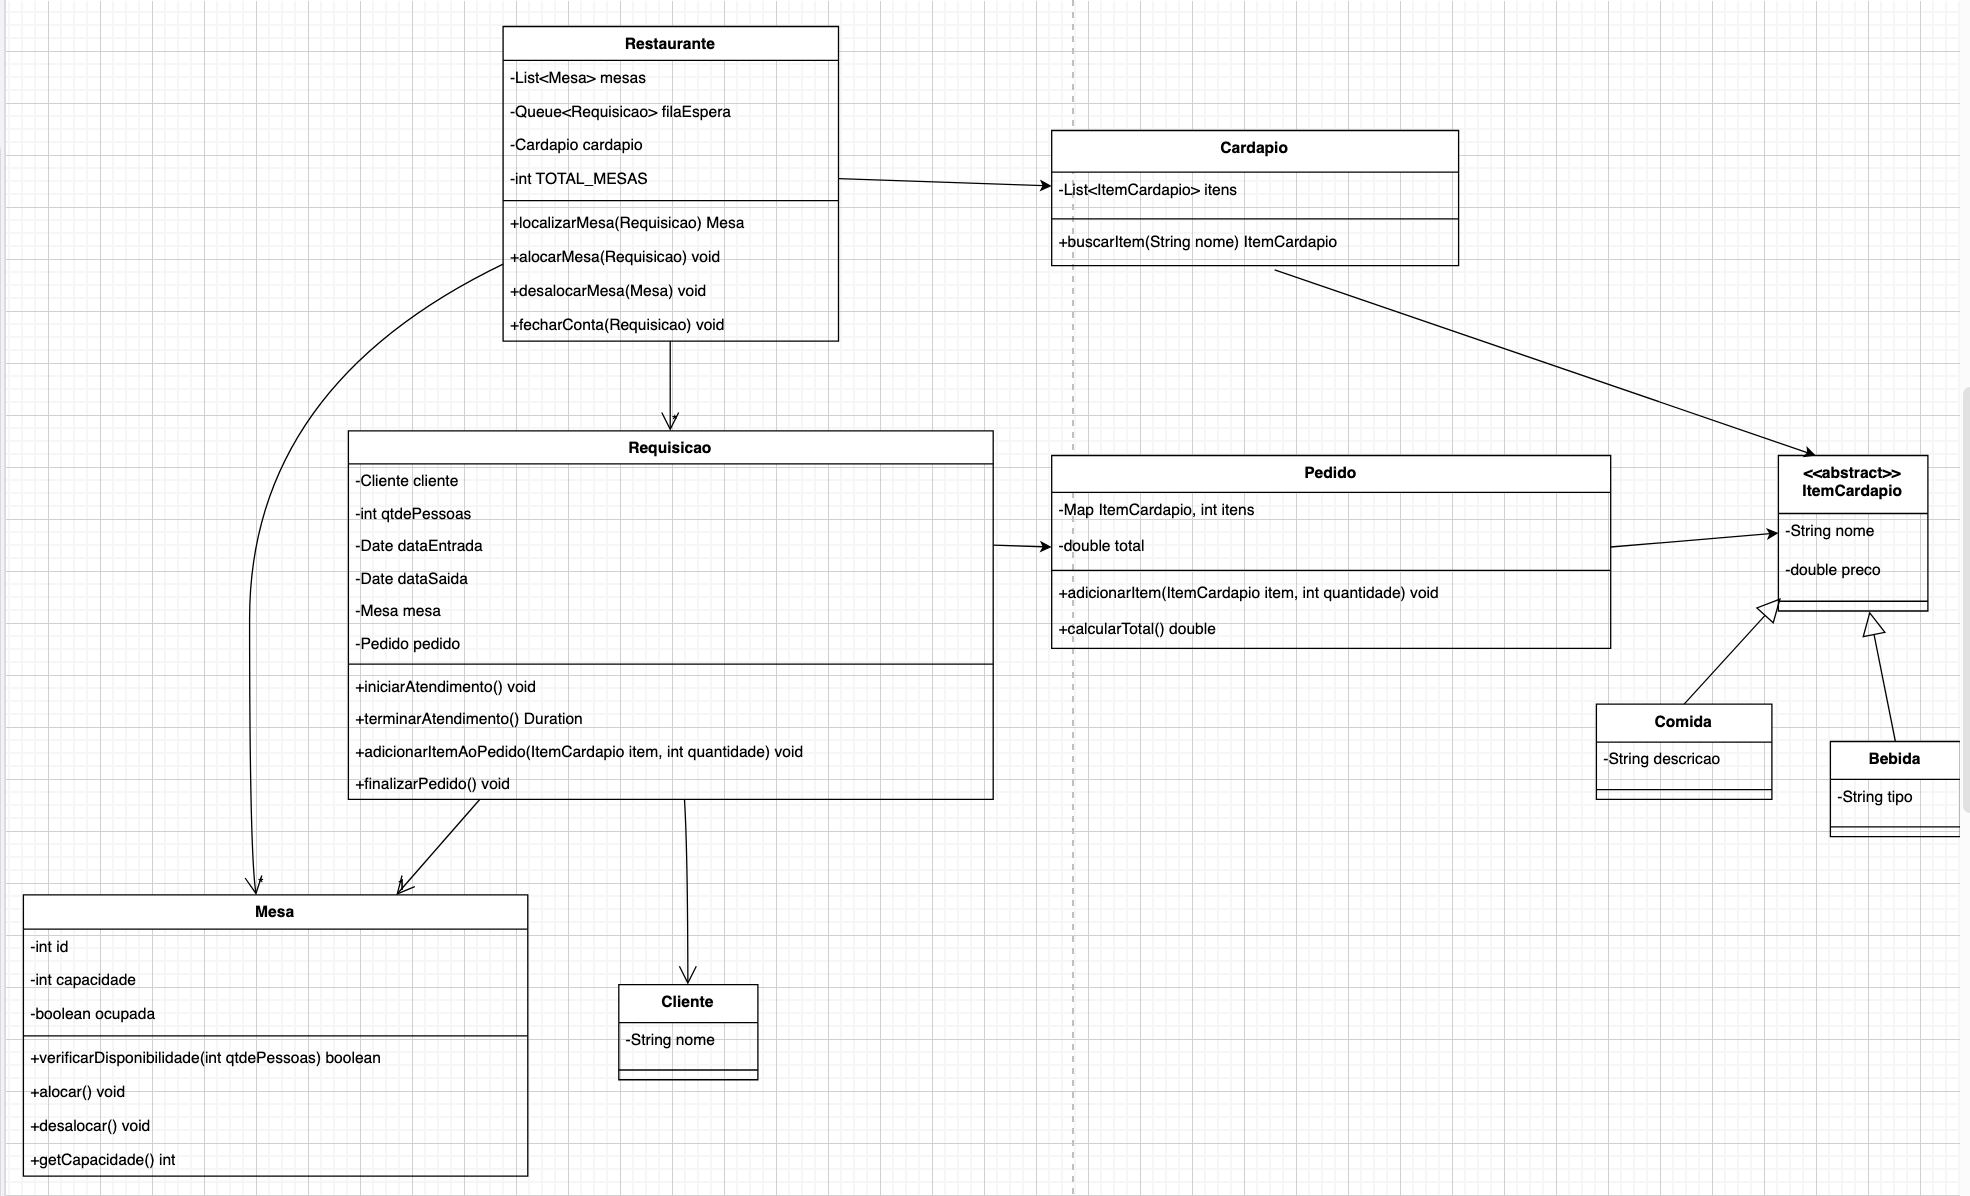 Restaurante
-List<Mesa> mesas
-Queue<Requisicao> filaEspera
-Cardapio cardapio
-int TOTAL_MESAS
+localizarMesa(Requisicao) Mesa
+alocarMesa(Requisicao) void
+desalocarMesa(Mesa) void
+fecharConta(Requisicao) void
Cardapio
-List<ItemCardapio> itens
+buscarItem(String nome) ItemCardapio
*
Requisicao
-Cliente cliente
-int qtdePessoas
-Date dataEntrada
-Date dataSaida
-Mesa mesa
-Pedido pedido
+iniciarAtendimento() void
+terminarAtendimento() Duration
+adicionarItemAoPedido(ItemCardapio item, int quantidade) void
+finalizarPedido() void
Pedido
-Map ItemCardapio, int itens
-double total
+adicionarItem(ItemCardapio item, int quantidade) void
+calcularTotal() double
<<abstract>>
ItemCardapio
-String nome
-double preco
Comida
-String descricao
Bebida
-String tipo
*
1
Mesa
-int id
-int capacidade
-boolean ocupada
+verificarDisponibilidade(int qtdePessoas) boolean
+alocar() void
+desalocar() void
+getCapacidade() int
Cliente
-String nome